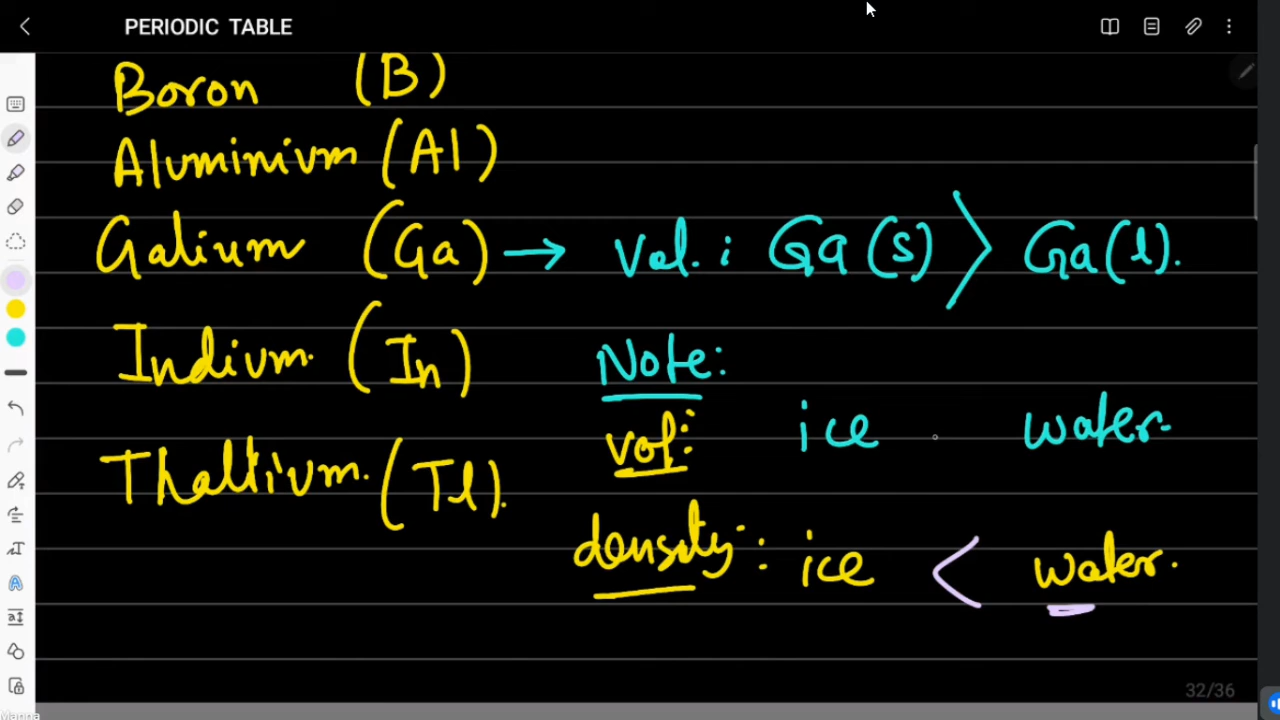 PERIODIC TABLE
Boron (B)
Aluminium (Al)
Galium (Ga) → Vol. : Ga (s) > Ga (l).
Note:
Indium. (In)
vol: ice water.
Thallium. (Tl).
density : ice < water.
32/36
Manna